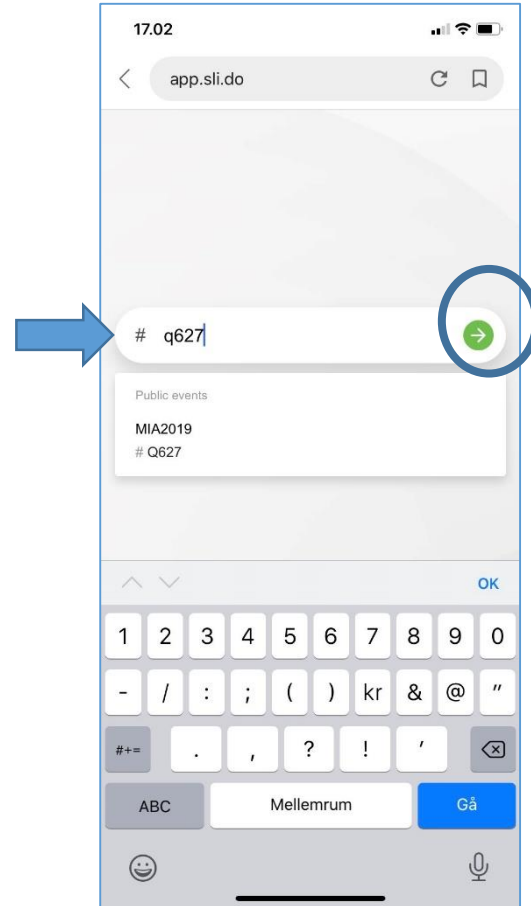 17.02
app.sli.do
# q627
Public events
MIA2019
# Q627
OK
1 2 3 4 5 6 7 8 9 0
- / : ; ( ) kr & @ "
#+= . , ? ! '
ABC Mellemrum Gå